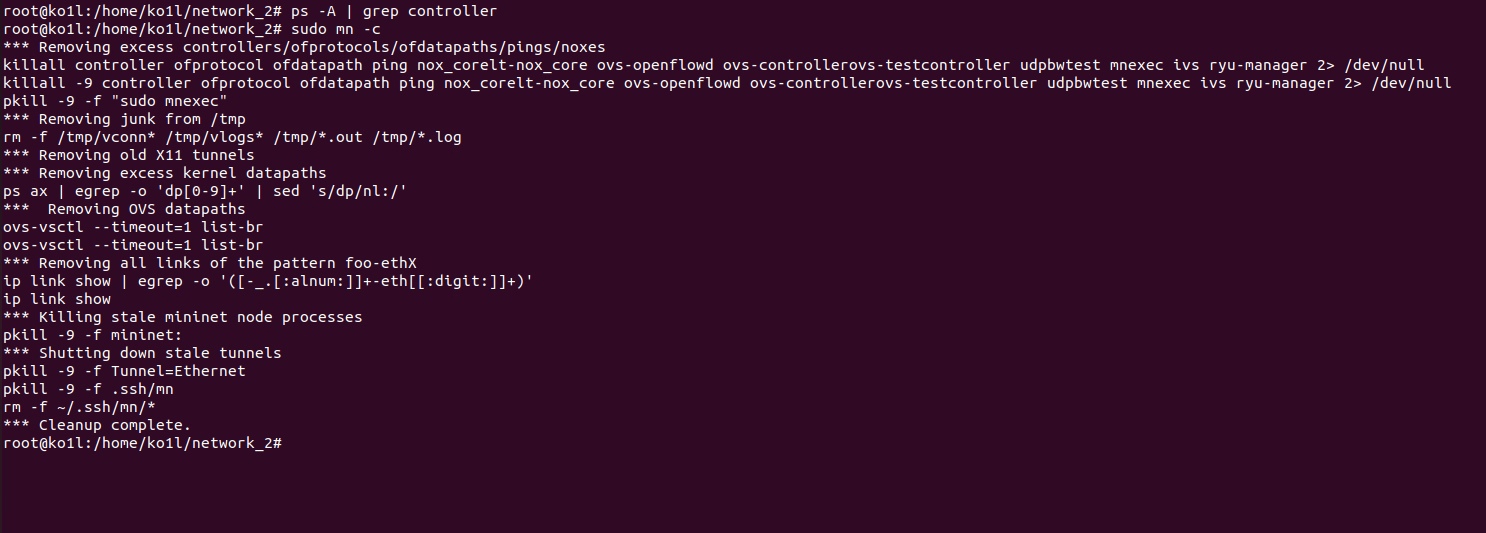 root@ko1l:/home/ko1l/network_2# ps -A | grep controller
root@ko1l:/home/ko1l/network_2# sudo mn -c
*** Removing excess controllers/ofprotocols/ofdatapaths/pings/noxes
killall controller ofprotocol ofdatapath ping nox_corelt-nox_core ovs-openflowd ovs-controllerovs-testcontroller udpbwtest mnexec ivs ryu-manager 2> /dev/null
killall -9 controller ofprotocol ofdatapath ping nox_corelt-nox_core ovs-openflowd ovs-controllerovs-testcontroller udpbwtest mnexec ivs ryu-manager 2> /dev/null
pkill -9 -f "sudo mnexec"
*** Removing junk from /tmp
rm -f /tmp/vconn* /tmp/vlogs* /tmp/*.out /tmp/*.log
*** Removing old X11 tunnels
*** Removing excess kernel datapaths
ps ax | egrep -o 'dp[0-9]+' | sed 's/dp/nl:/'
***  Removing OVS datapaths
ovs-vsctl --timeout=1 list-br
ovs-vsctl --timeout=1 list-br
*** Removing all links of the pattern foo-ethX
ip link show | egrep -o '([-_.[:alnum:]]+-eth[[:digit:]]+)'
ip link show
*** Killing stale mininet node processes
pkill -9 -f mininet:
*** Shutting down stale tunnels
pkill -9 -f Tunnel=Ethernet
pkill -9 -f .ssh/mn
rm -f ~/.ssh/mn/*
*** Cleanup complete.
root@ko1l:/home/ko1l/network_2#